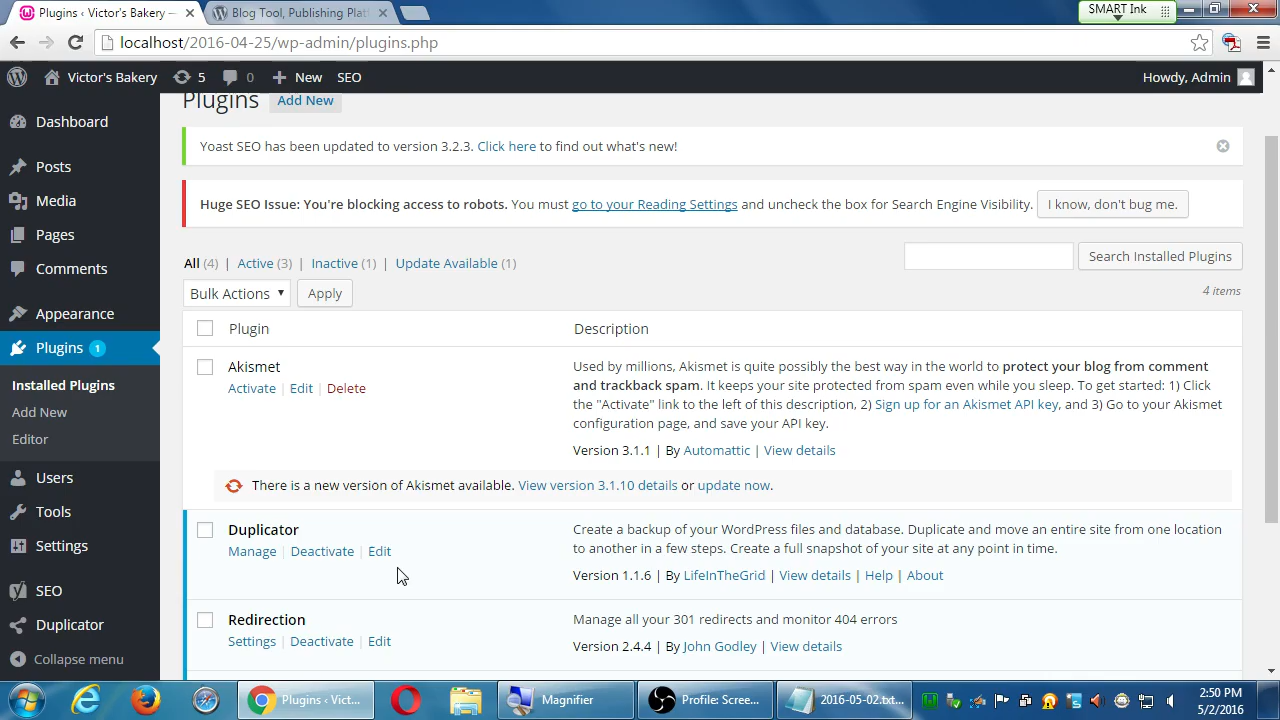 Plugins ‹ Victor's Bakery —
Blog Tool, Publishing Platf
SMART Ink
localhost/2016-04-25/wp-admin/plugins.php
Victor's Bakery
5
0
New
SEO
Howdy, Admin
Dashboard
Posts
Media
Pages
Comments
Appearance
Plugins 1
Installed Plugins
Add New
Editor
Users
Tools
Settings
SEO
Duplicator
Collapse menu
Plugins
Add New
Yoast SEO has been updated to version 3.2.3. Click here to find out what's new!
Huge SEO Issue: You're blocking access to robots. You must go to your Reading Settings and uncheck the box for Search Engine Visibility.
I know, don't bug me.
All (4) | Active (3) | Inactive (1) | Update Available (1)
Search Installed Plugins
Bulk Actions
Apply
4 items
Plugin
Description
Akismet
Activate | Edit | Delete
Used by millions, Akismet is quite possibly the best way in the world to protect your blog from comment
and trackback spam. It keeps your site protected from spam even while you sleep. To get started: 1) Click
the "Activate" link to the left of this description, 2) Sign up for an Akismet API key, and 3) Go to your Akismet
configuration page, and save your API key.
Version 3.1.1 | By Automattic | View details
There is a new version of Akismet available. View version 3.1.10 details or update now.
Duplicator
Manage | Deactivate | Edit
Create a backup of your WordPress files and database. Duplicate and move an entire site from one location
to another in a few steps. Create a full snapshot of your site at any point in time.
Version 1.1.6 | By LifeInTheGrid | View details | Help | About
Redirection
Settings | Deactivate | Edit
Manage all your 301 redirects and monitor 404 errors
Version 2.4.4 | By John Godley | View details
Plugins ‹ Vict...
Magnifier
Profile: Scree...
2016-05-02.txt...
2:50 PM
5/2/2016